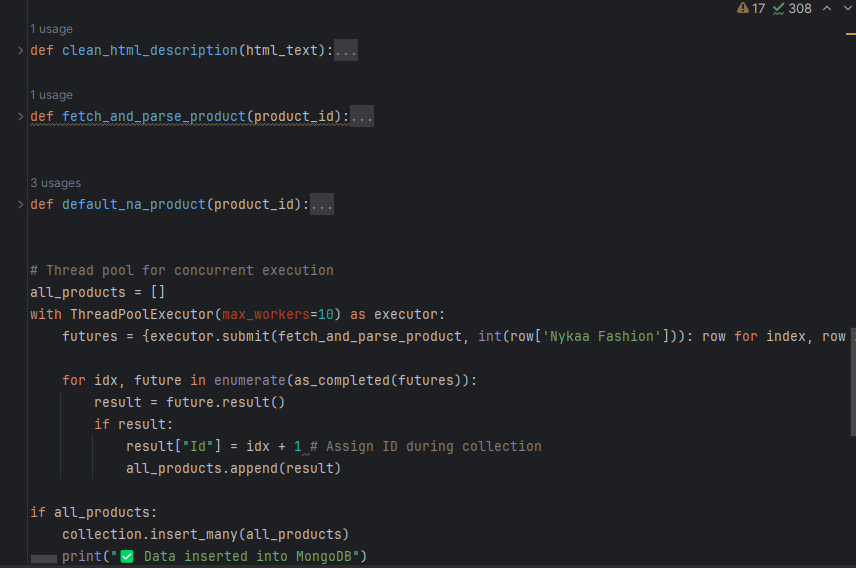 17 308
1 usage
def clean_html_description(html_text):...
1 usage
def fetch_and_parse_product(product_id):...
3 usages
def default_na_product(product_id):...
# Thread pool for concurrent execution
all_products = []
with ThreadPoolExecutor(max_workers=10) as executor:
    futures = {executor.submit(fetch_and_parse_product, int(row['Nykaa Fashion'])): row for index, row
    for idx, future in enumerate(as_completed(futures)):
        result = future.result()
        if result:
            result["Id"] = idx + 1 # Assign ID during collection
            all_products.append(result)
if all_products:
    collection.insert_many(all_products)
    print("✅ Data inserted into MongoDB")